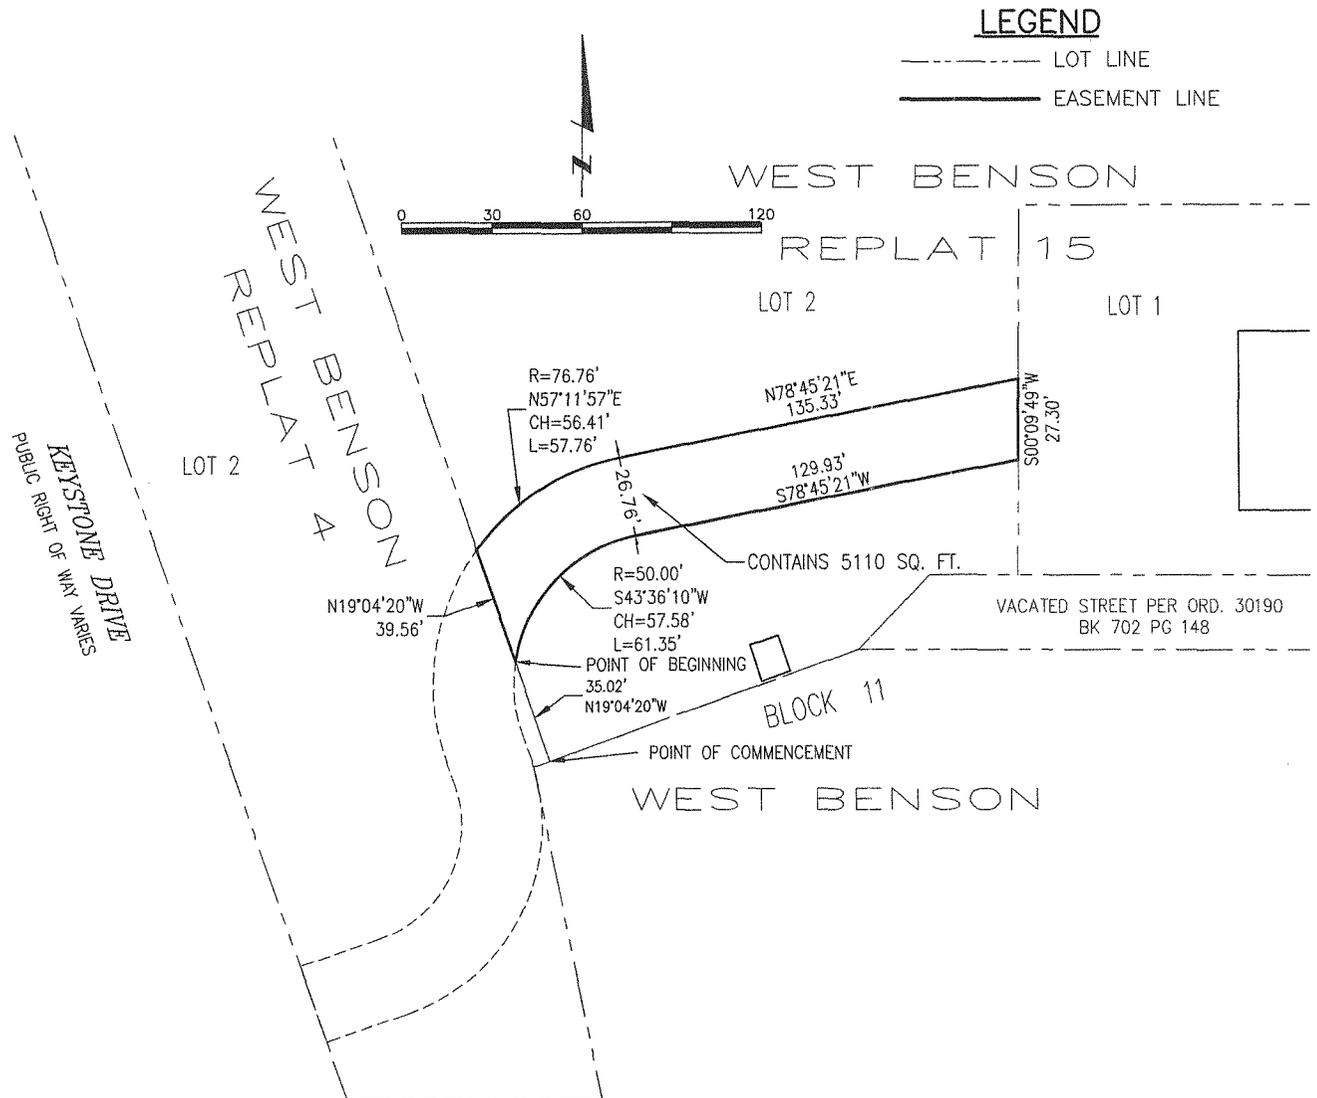 LEGEND
LOT LINE
EASEMENT LINE
N
0 30 60 120
WEST BENSON
REPLAT 15
LOT 2
LOT 1
WEST BENSON
REPLAT 4
LOT 2
KEYSTONE DRIVE
PUBLIC RIGHT OF WAY VARIES
R=76.76'
N57°11'57"E
CH=56.41'
L=57.76'
N78°45'21"E
135.33'
S00°09'49"W
27.30'
129.93'
S78°45'21"W
26.76'
CONTAINS 5110 SQ. FT.
R=50.00'
S43°36'10"W
CH=57.58'
L=61.35'
N19°04'20"W
39.56'
POINT OF BEGINNING
35.02'
N19°04'20"W
VACATED STREET PER ORD. 30190
BK 702 PG 148
BLOCK 11
POINT OF COMMENCEMENT
WEST BENSON